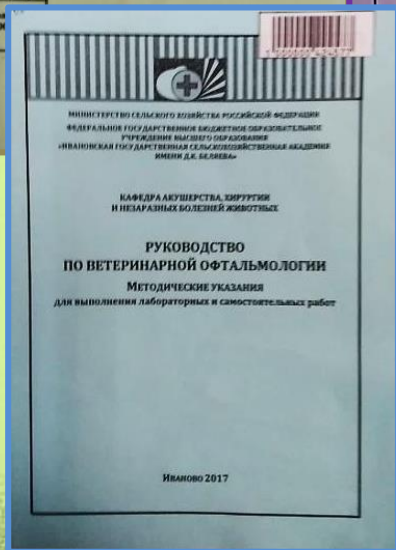 МИНИСТЕРСТВО СЕЛЬСКОГО ХОЗЯЙСТВА РОССИЙСКОЙ ФЕДЕРАЦИИ
ФЕДЕРАЛЬНОЕ ГОСУДАРСТВЕННОЕ БЮДЖЕТНОЕ ОБРАЗОВАТЕЛЬНОЕ
УЧРЕЖДЕНИЕ ВЫСШЕГО ОБРАЗОВАНИЯ
«ИВАНОВСКАЯ ГОСУДАРСТВЕННАЯ СЕЛЬСКОХОЗЯЙСТВЕННАЯ АКАДЕМИЯ
ИМЕНИ Д.К. БЕЛЯЕВА»
КАФЕДРА АКУШЕРСТВА, ХИРУРГИИ
И НЕЗАРАЗНЫХ БОЛЕЗНЕЙ ЖИВОТНЫХ
РУКОВОДСТВО
ПО ВЕТЕРИНАРНОЙ ОФТАЛЬМОЛОГИИ
МЕТОДИЧЕСКИЕ УКАЗАНИЯ
для выполнения лабораторных и самостоятельных работ
ИВАНОВО 2017